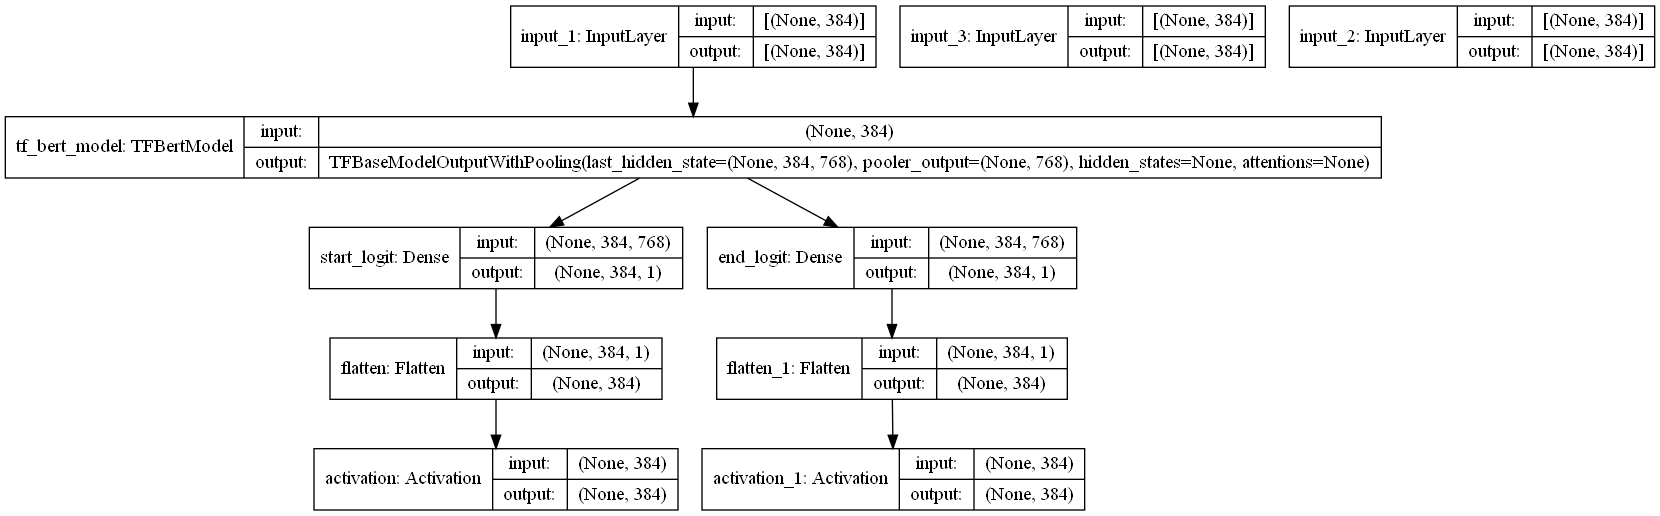 input_1: InputLayer
input:
[(None, 384)]
output:
[(None, 384)]
input_3: InputLayer
input:
[(None, 384)]
output:
[(None, 384)]
input_2: InputLayer
input:
[(None, 384)]
output:
[(None, 384)]
tf_bert_model: TFBertModel
input:
(None, 384)
output:
TFBaseModelOutputWithPooling(last_hidden_state=(None, 384, 768), pooler_output=(None, 768), hidden_states=None, attentions=None)
start_logit: Dense
input:
(None, 384, 768)
output:
(None, 384, 1)
end_logit: Dense
input:
(None, 384, 768)
output:
(None, 384, 1)
flatten: Flatten
input:
(None, 384, 1)
output:
(None, 384)
flatten_1: Flatten
input:
(None, 384, 1)
output:
(None, 384)
activation: Activation
input:
(None, 384)
output:
(None, 384)
activation_1: Activation
input:
(None, 384)
output:
(None, 384)